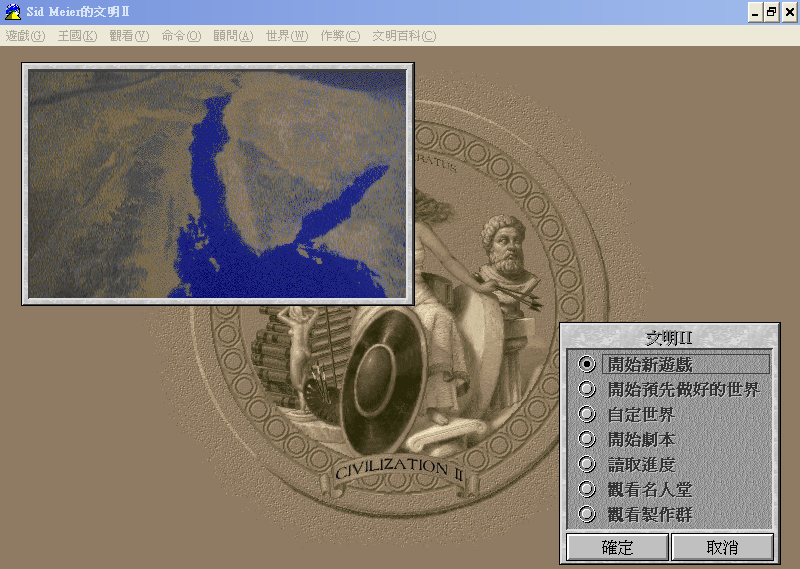 Sid Meier的文明Ⅱ
遊戲(G) 王國(K) 觀看(V) 命令(O) 顧問(A) 世界(W) 作弊(C) 文明百科(C)
RATUS
CIVILIZATION II
文明II
開始新遊戲
開始預先做好的世界
自定世界
開始劇本
讀取進度
觀看名人堂
觀看製作群
確定 取消